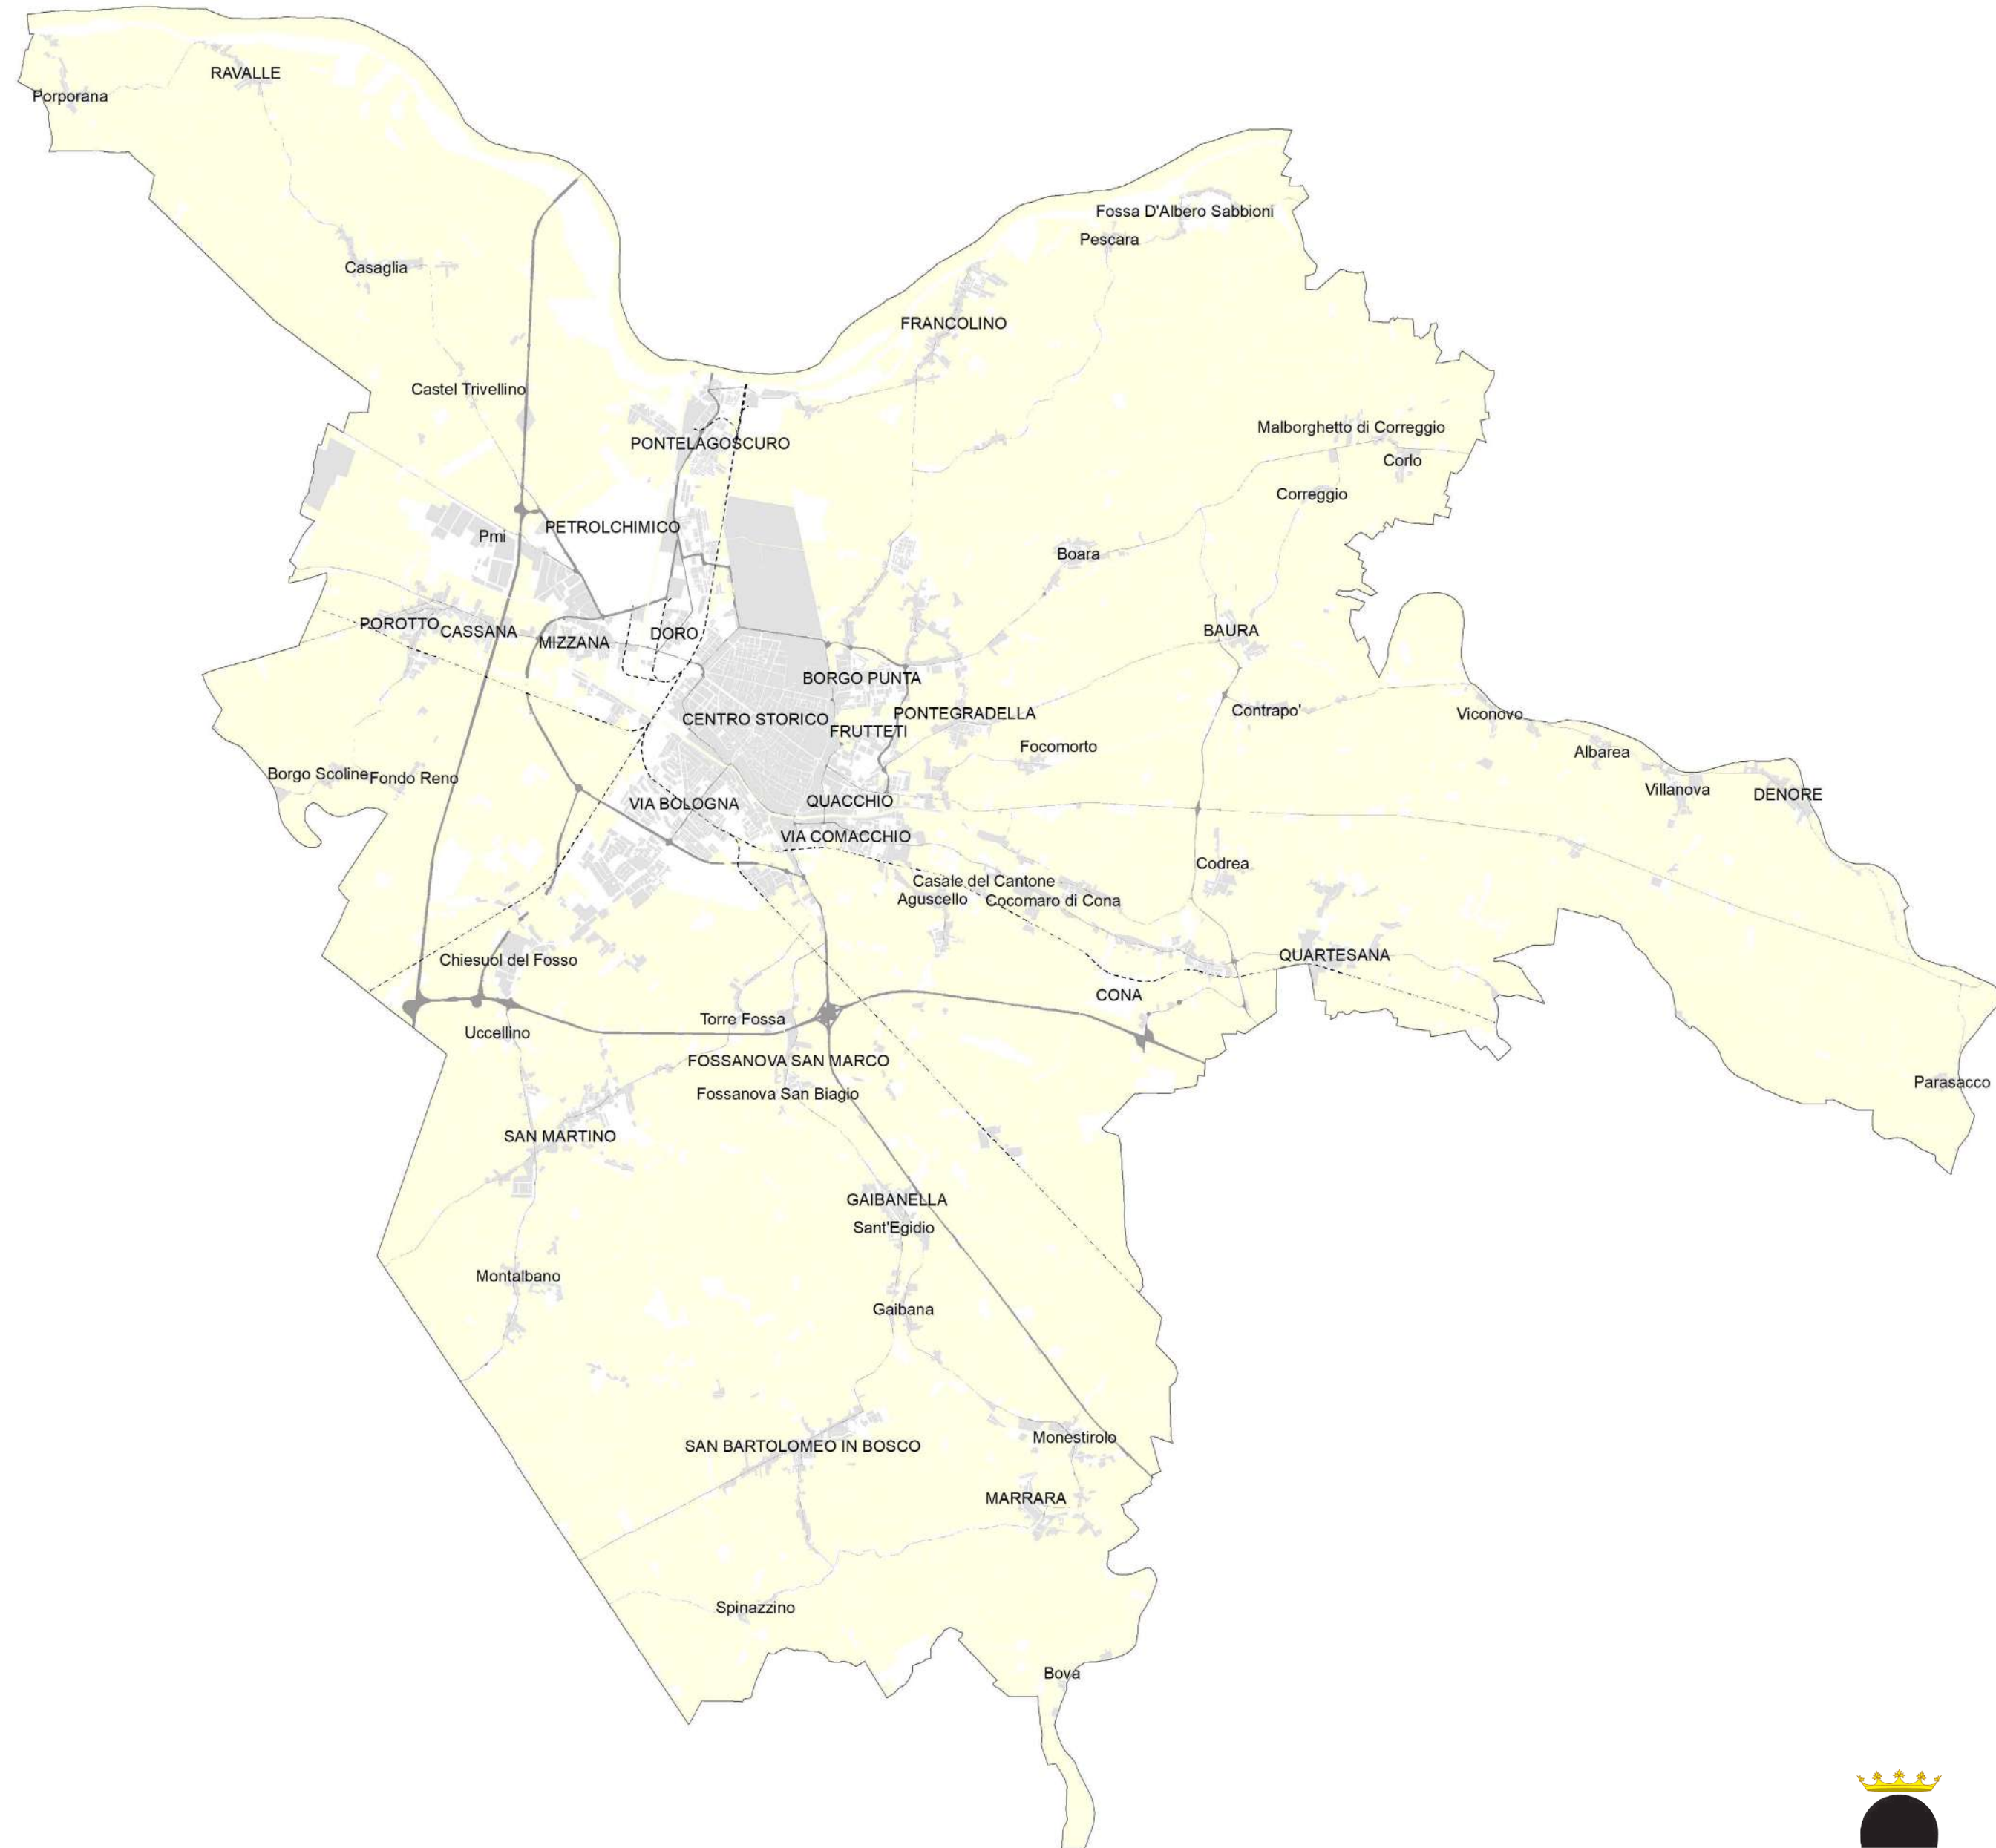 RAVALLE
Porporana
Fossa D'Albero Sabbioni
Pescara
Casaglia
FRANCOLINO
Castel Trivellino
Malborghetto di Correggio
PONTELAGOSCURO
Corlo
Correggio
PETROLCHIMICO
Pmi
Boara
POROTTO
CASSANA
MIZZANA
DORO
BAURA
BORGO PUNTA
CENTRO STORICO
PONTEGRADELLA
FRUTTETI
Contrapo'
Viconovo
Focomorto
Albarea
Borgo Scoline
Fondo Reno
Villanova
DENORE
VIA BOLOGNA
QUACCHIO
VIA COMACCHIO
Codrea
Casale del Cantone
Aguscello
Cocomaro di Cona
Chiesuol del Fosso
QUARTESANA
CONA
Torre Fossa
Uccellino
FOSSANOVA SAN MARCO
Parasacco
Fossanova San Biagio
SAN MARTINO
GAIBANELLA
Sant'Egidio
Montalbano
Gaibana
Monestirolo
SAN BARTOLOMEO IN BOSCO
MARRARA
Spinazzino
Bova